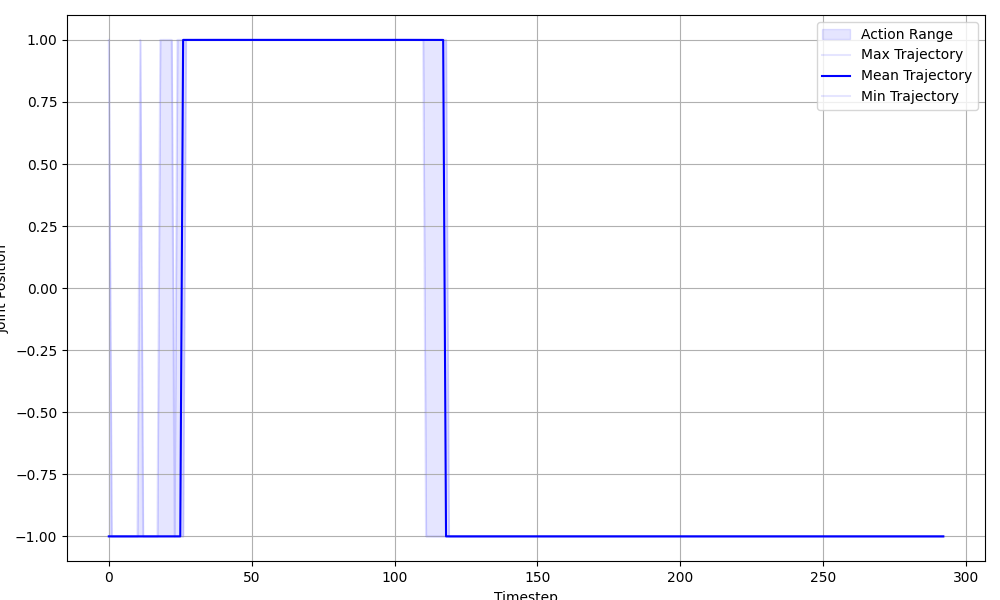 1.00
0.75
0.50
0.25
0.00
−0.25
−0.50
−0.75
−1.00
Joint Position
0 50 100 150 200 250 300
Timestep
Action Range
Max Trajectory
Mean Trajectory
Min Trajectory